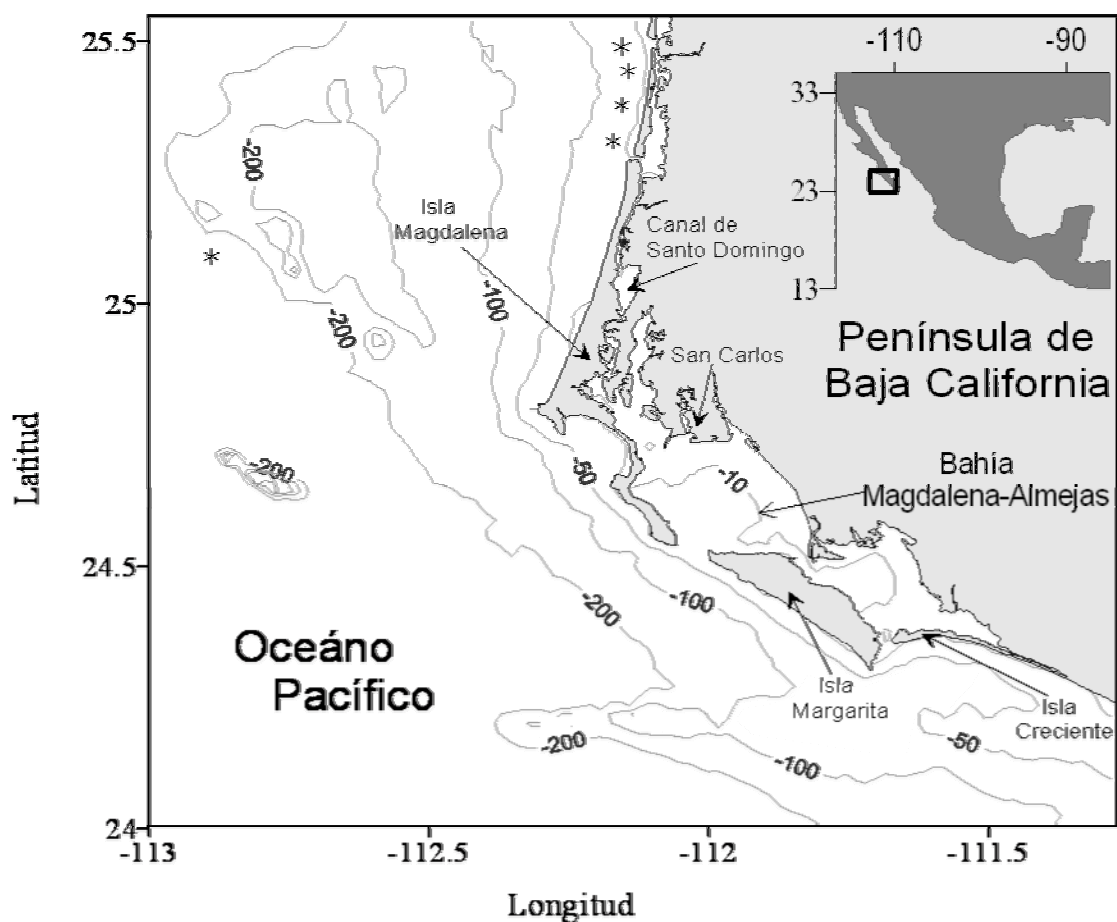 25.5
25
24.5
24
-113
-112.5
-112
-111.5
Latitud
Longitud
-110
-90
33
23
13
*
*
*
*
*
-200
-200
-200
-200
-200
-100
-100
-100
-50
-50
-10
Isla
Magdalena
Canal de
Santo Domingo
San Carlos
Península de
Baja California
Bahía
Magdalena-Almejas
Oceáno
Pacífico
Isla
Margarita
Isla
Creciente